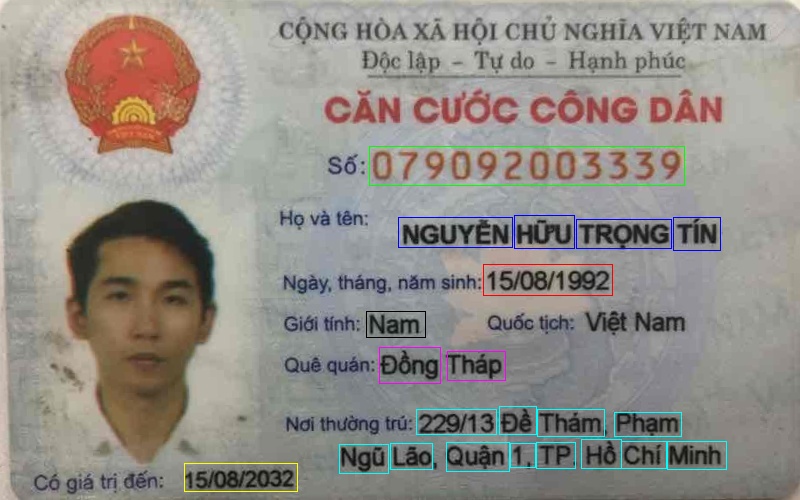 CỘNG HÒA XÃ HỘI CHỦ NGHĨA VIỆT NAM
Độc lập - Tự do - Hạnh phúc
CĂN CƯỚC CÔNG DÂN
Số: 079092003339
Họ và tên: NGUYỄN HỮU TRỌNG TÍN
Ngày, tháng, năm sinh: 15/08/1992
Giới tính: Nam Quốc tịch: Việt Nam
Quê quán: Đồng Tháp
Nơi thường trú: 229/13 Đề Thám, Phạm
Ngũ Lão, Quận 1, TP. Hồ Chí Minh
Có giá trị đến: 15/08/2032